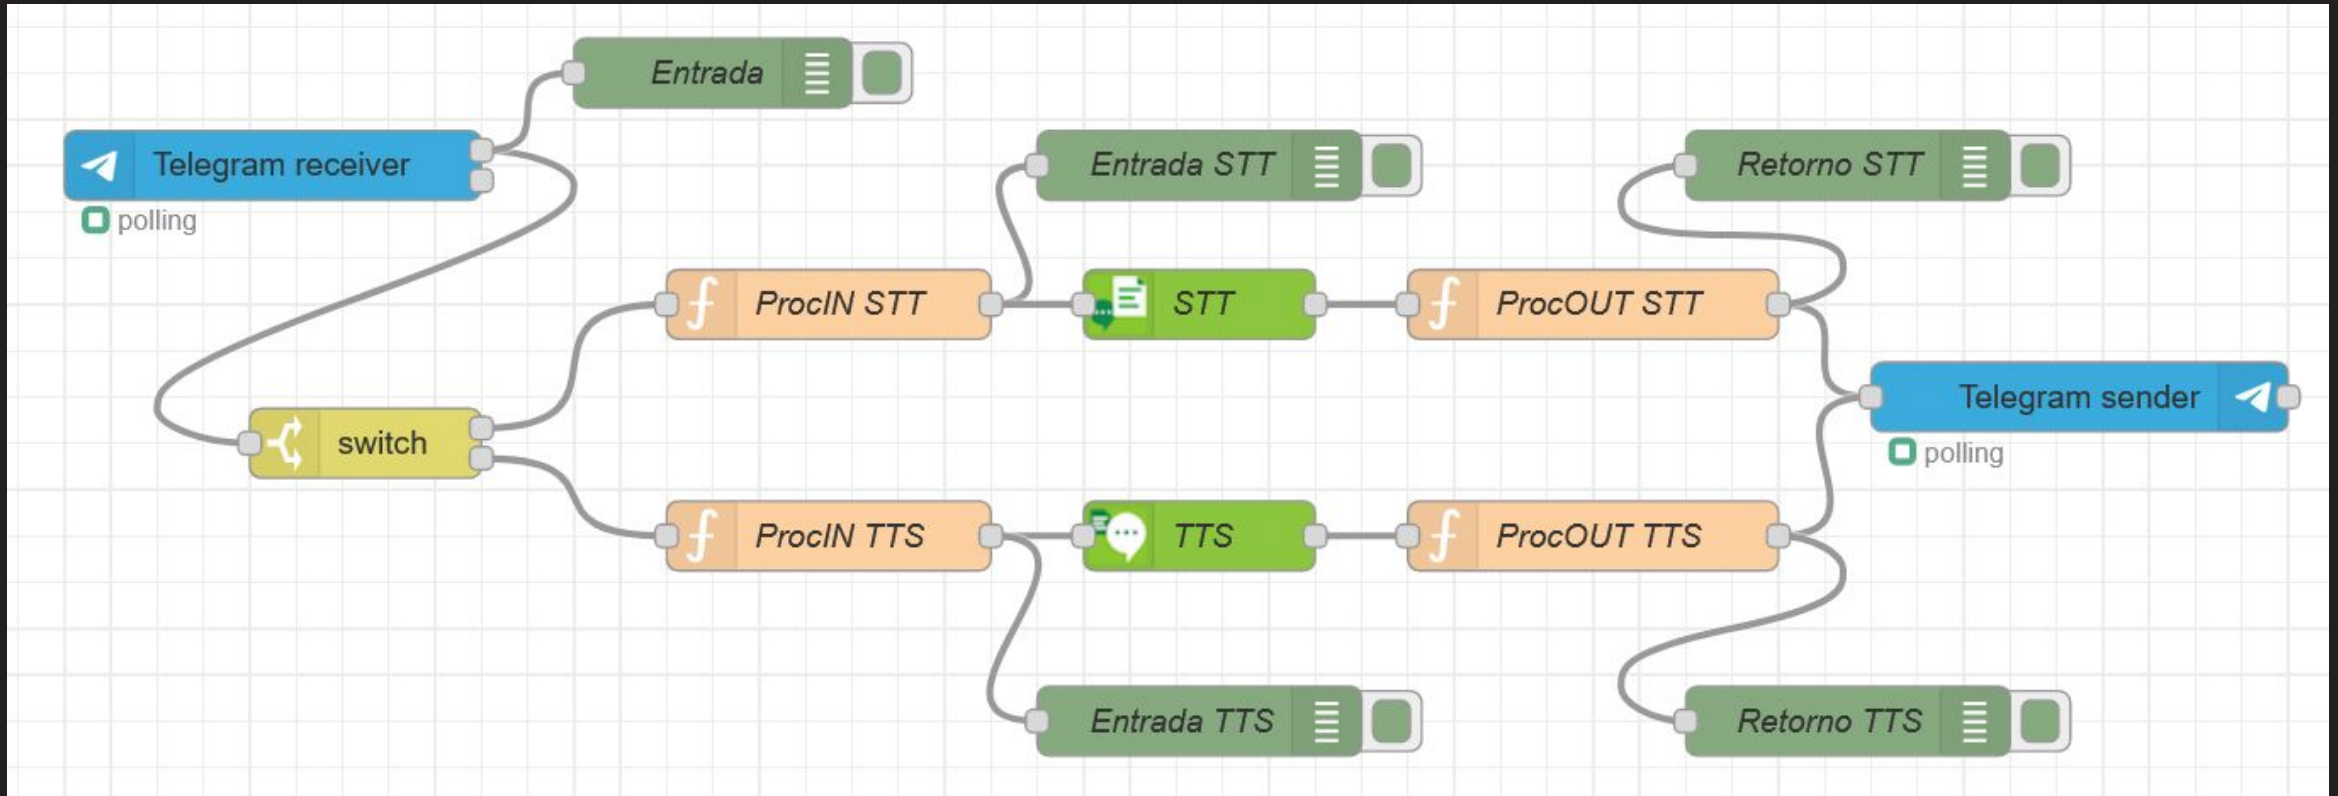 Entrada
Telegram receiver
polling
Entrada STT
Retorno STT
ProcIN STT
STT
ProcOUT STT
Telegram sender
polling
switch
ProcIN TTS
TTS
ProcOUT TTS
Entrada TTS
Retorno TTS